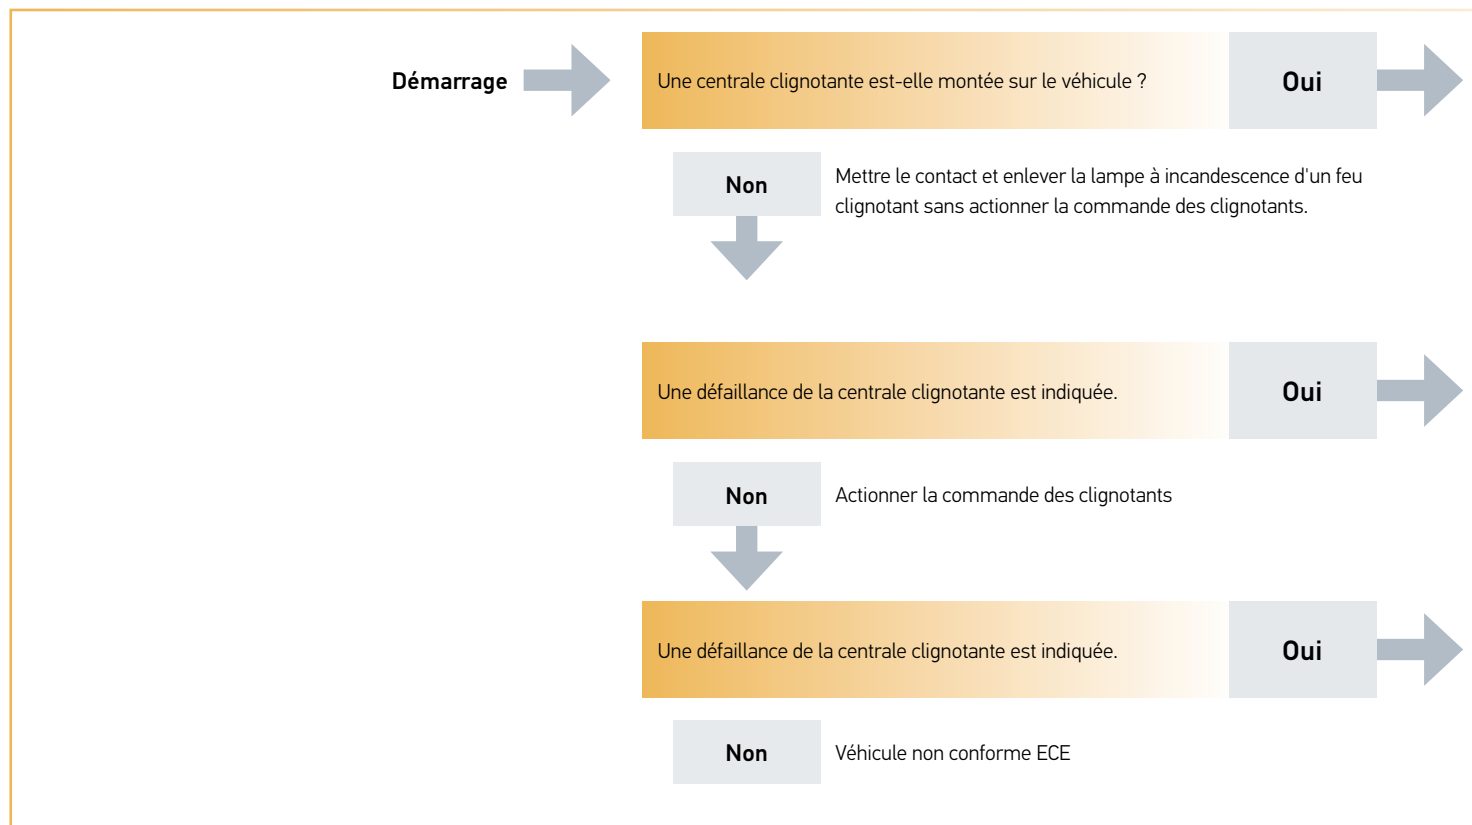 Démarrage
Une centrale clignotante est-elle montée sur le véhicule ?
Oui
Non
Mettre le contact et enlever la lampe à incandescence d'un feu
clignotant sans actionner la commande des clignotants.
Une défaillance de la centrale clignotante est indiquée.
Oui
Non
Actionner la commande des clignotants
Une défaillance de la centrale clignotante est indiquée.
Oui
Non
Véhicule non conforme ECE